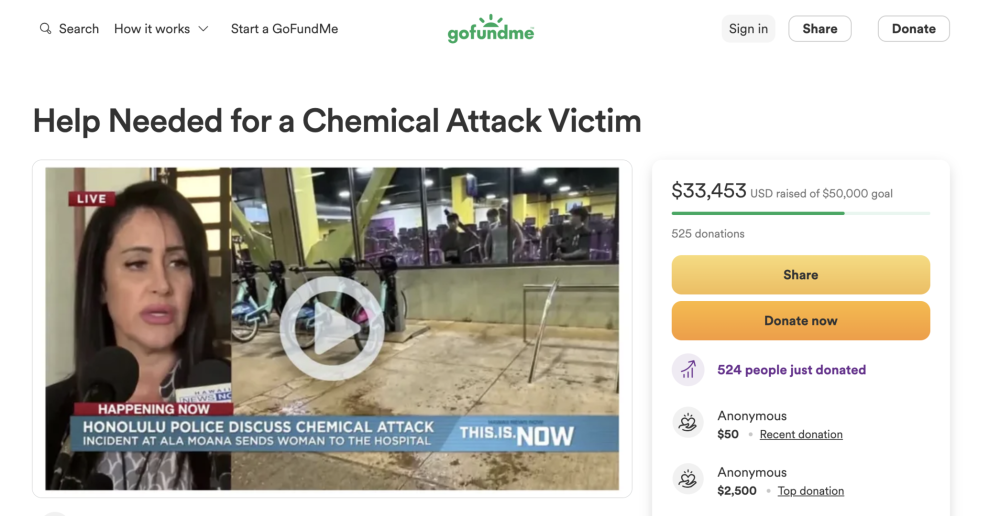 Search How it works Start a GoFundMe gofundme Sign in Share Donate
Help Needed for a Chemical Attack Victim
LIVE
HAPPENING NOW
HONOLULU POLICE DISCUSS CHEMICAL ATTACK
INCIDENT AT ALA MOANA SENDS WOMAN TO THE HOSPITAL
THIS.IS.NOW
$33,453 USD raised of $50,000 goal
525 donations
Share
Donate now
524 people just donated
Anonymous
$50 • Recent donation
Anonymous
$2,500 • Top donation